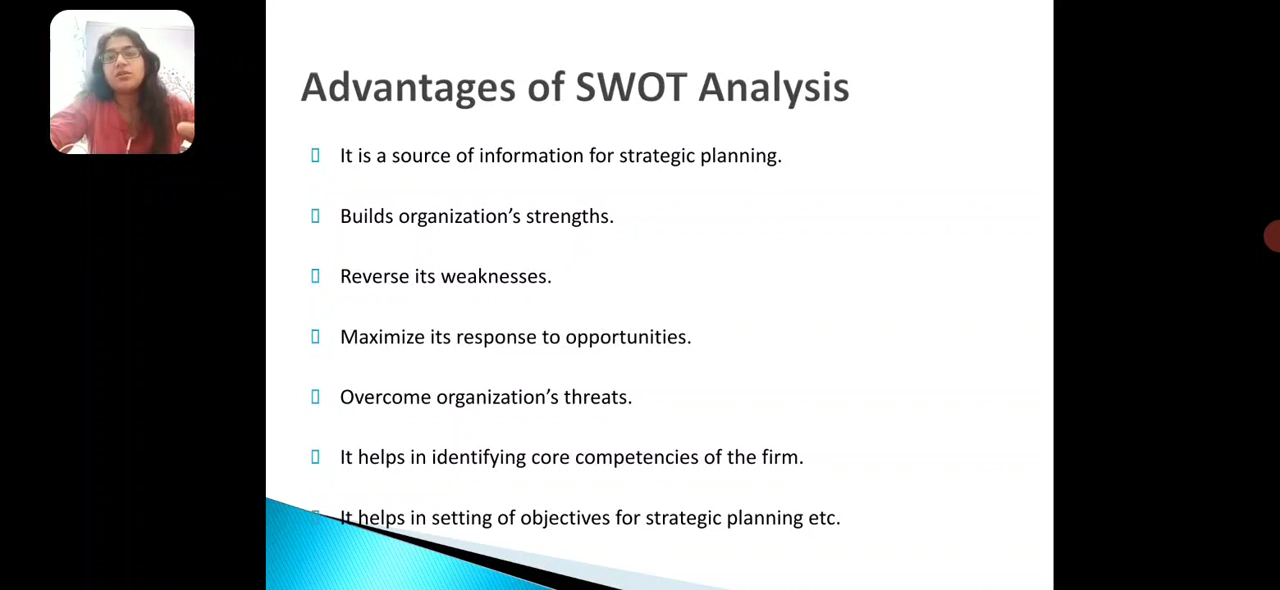 Advantages of SWOT Analysis
It is a source of information for strategic planning.
Builds organization’s strengths.
Reverse its weaknesses.
Maximize its response to opportunities.
Overcome organization’s threats.
It helps in identifying core competencies of the firm.
It helps in setting of objectives for strategic planning etc.